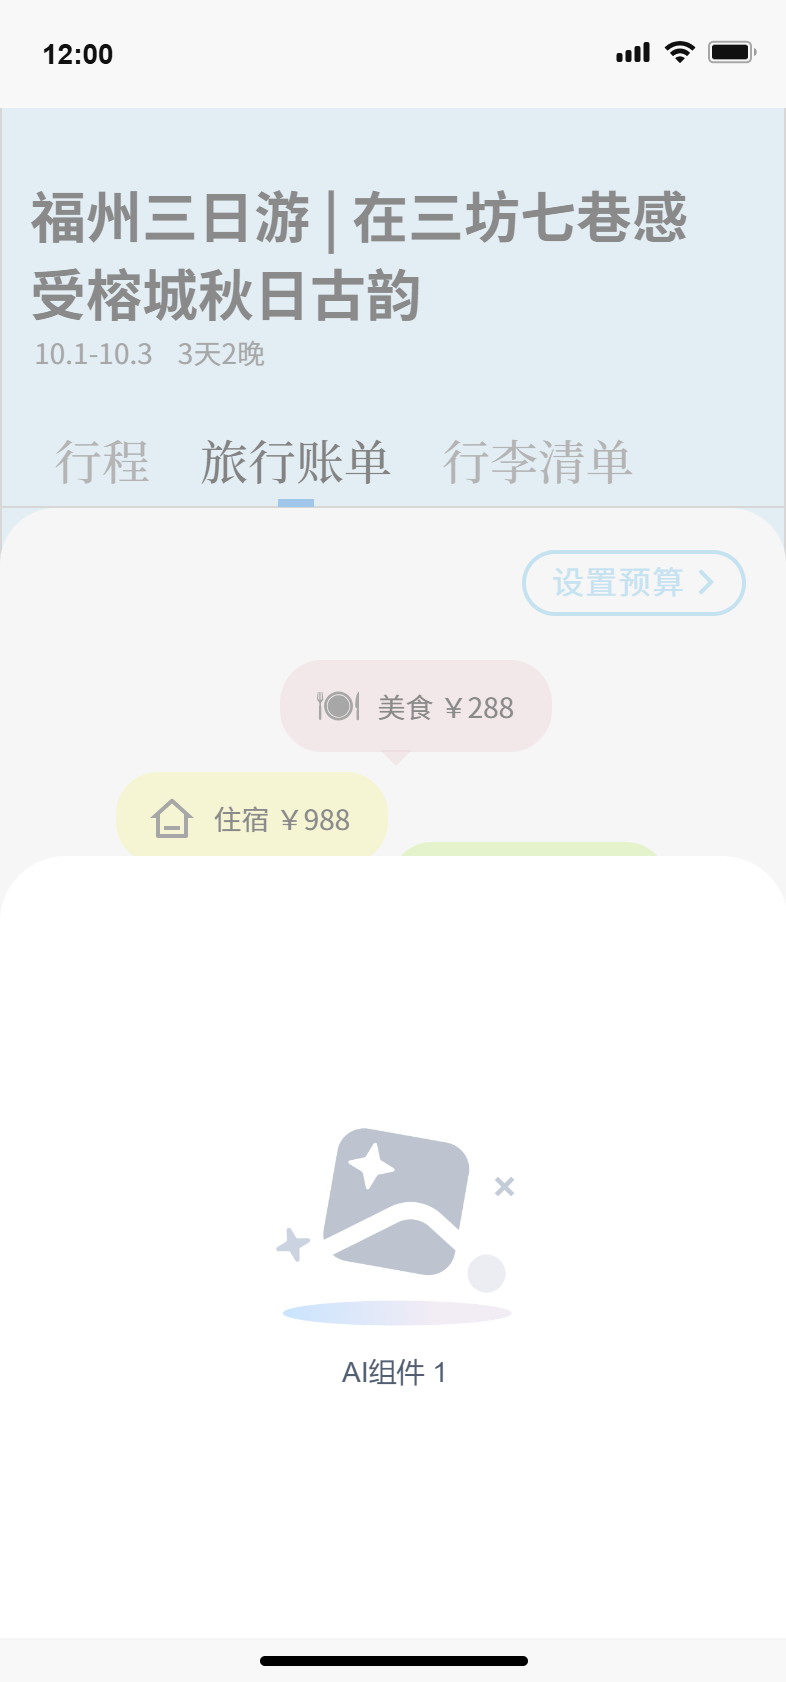 12:00
福州三日游 | 在三坊七巷感
受榕城秋日古韵
10.1-10.3 3天2晚
行程 旅行账单 行李清单
设置预算
美食 ￥288
住宿 ￥988
AI组件 1